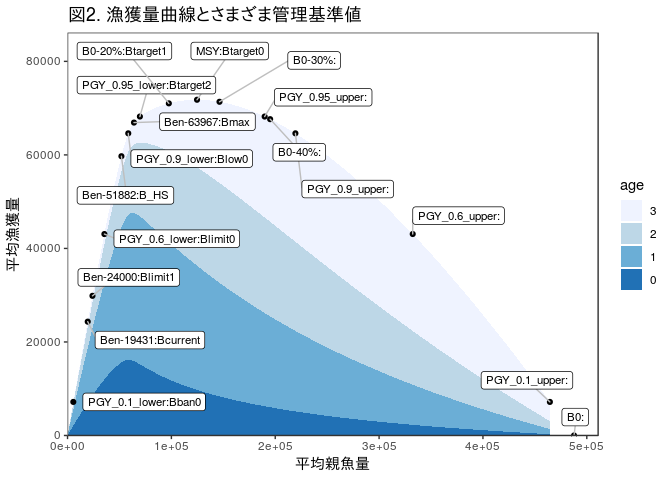 図2. 漁獲量曲線とさまざま管理基準値
B0-20%:Btarget1
MSY:Btarget0
B0-30%:
PGY_0.95_lower:Btarget2
PGY_0.95_upper:
Ben-63967:Bmax
PGY_0.9_lower:Blow0
B0-40%:
Ben-51882:B_HS
PGY_0.9_upper:
PGY_0.6_upper:
PGY_0.6_lower:Blimit0
Ben-24000:Blimit1
Ben-19431:Bcurrent
PGY_0.1_upper:
PGY_0.1_lower:Bban0
B0:
80000
60000
40000
20000
0
平均漁獲量
0e+00
1e+05
2e+05
3e+05
4e+05
5e+05
平均親魚量
age
3
2
1
0